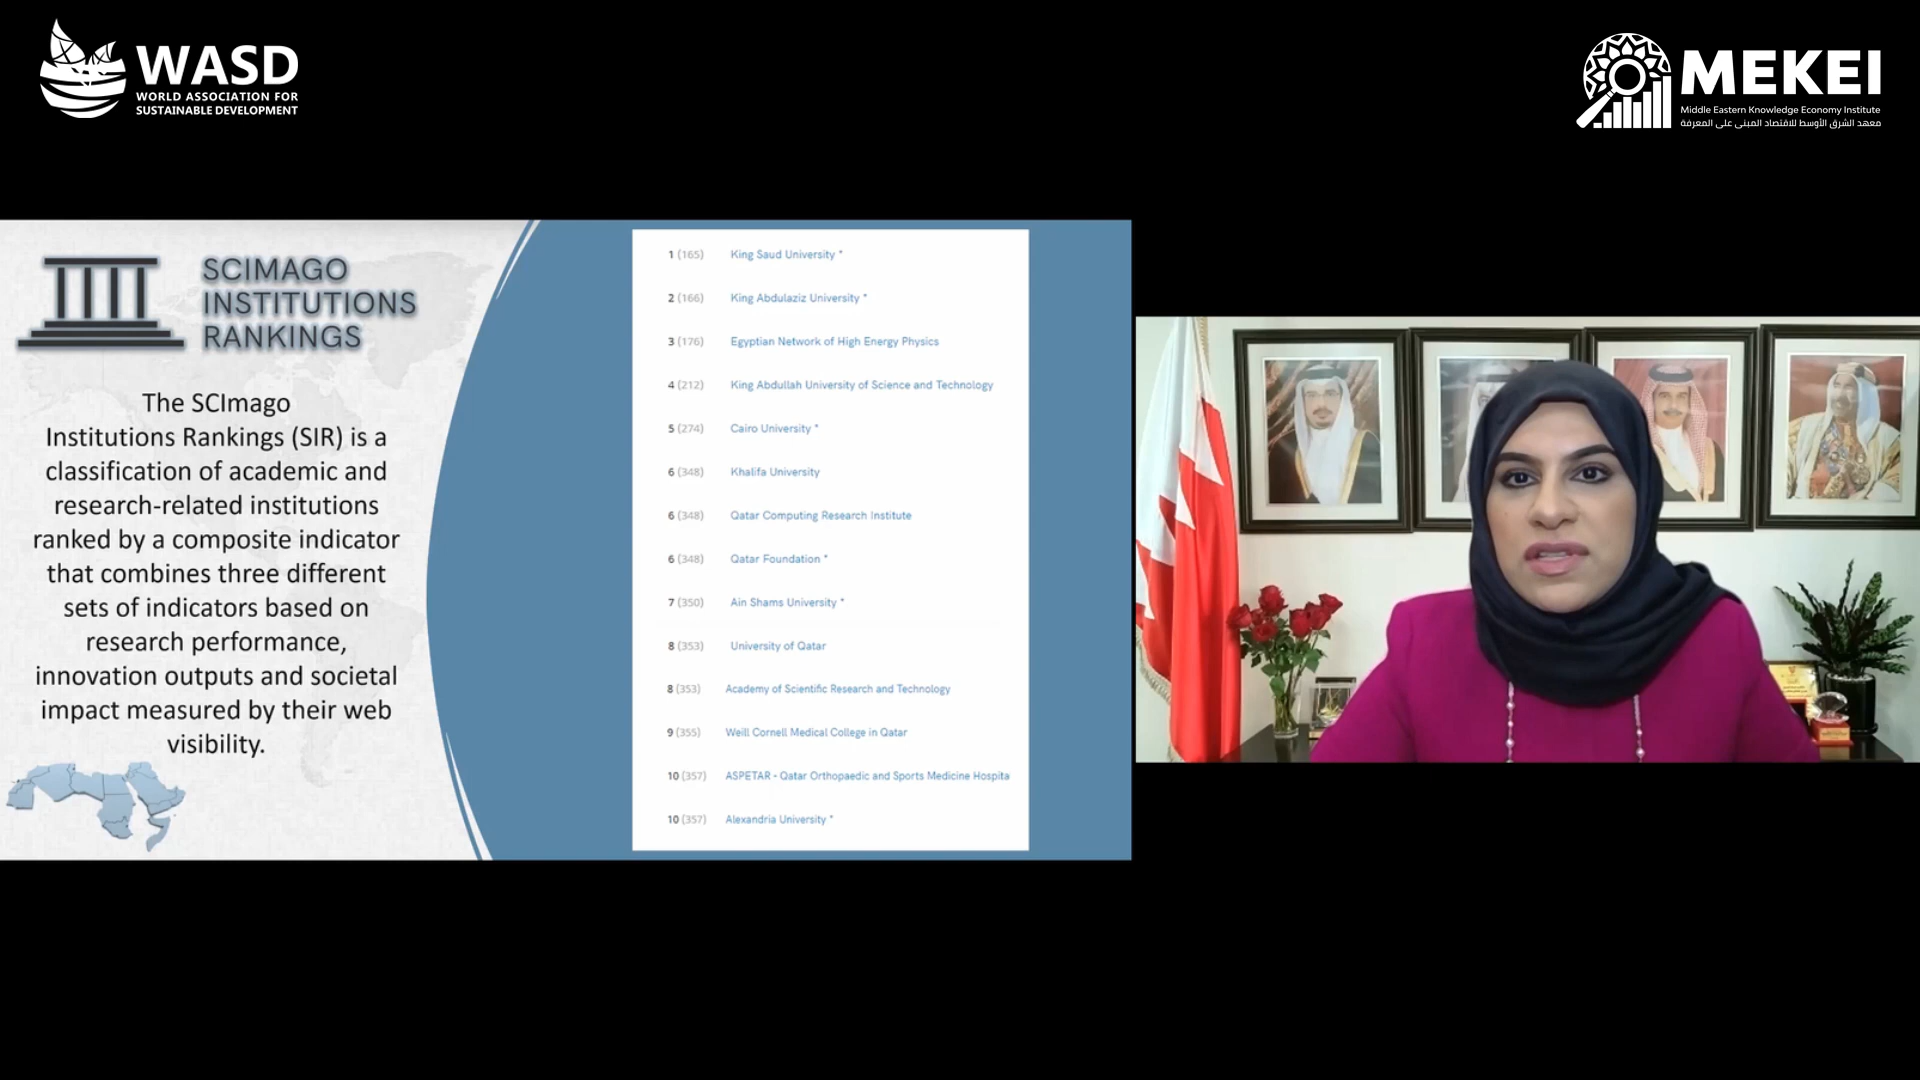 WASD
WORLD ASSOCIATION FOR
SUSTAINABLE DEVELOPMENT
MEKEI
Middle Eastern Knowledge Economy Institute
معهد الشرق الأوسط للاقتصاد المبني على المعرفة
SCIMAGO
INSTITUTIONS
RANKINGS
The SCImago
Institutions Rankings (SIR) is a
classification of academic and
research-related institutions
ranked by a composite indicator
that combines three different
sets of indicators based on
research performance,
innovation outputs and societal
impact measured by their web
visibility.
1 (165) King Saud University *
2 (166) King Abdulaziz University *
3 (176) Egyptian Network of High Energy Physics
4 (212) King Abdullah University of Science and Technology
5 (274) Cairo University *
6 (348) Khalifa University
6 (348) Qatar Computing Research Institute
6 (348) Qatar Foundation *
7 (350) Ain Shams University *
8 (353) University of Qatar
8 (353) Academy of Scientific Research and Technology
9 (355) Weill Cornell Medical College in Qatar
10 (357) ASPETAR - Qatar Orthopaedic and Sports Medicine Hospita
10 (357) Alexandria University *